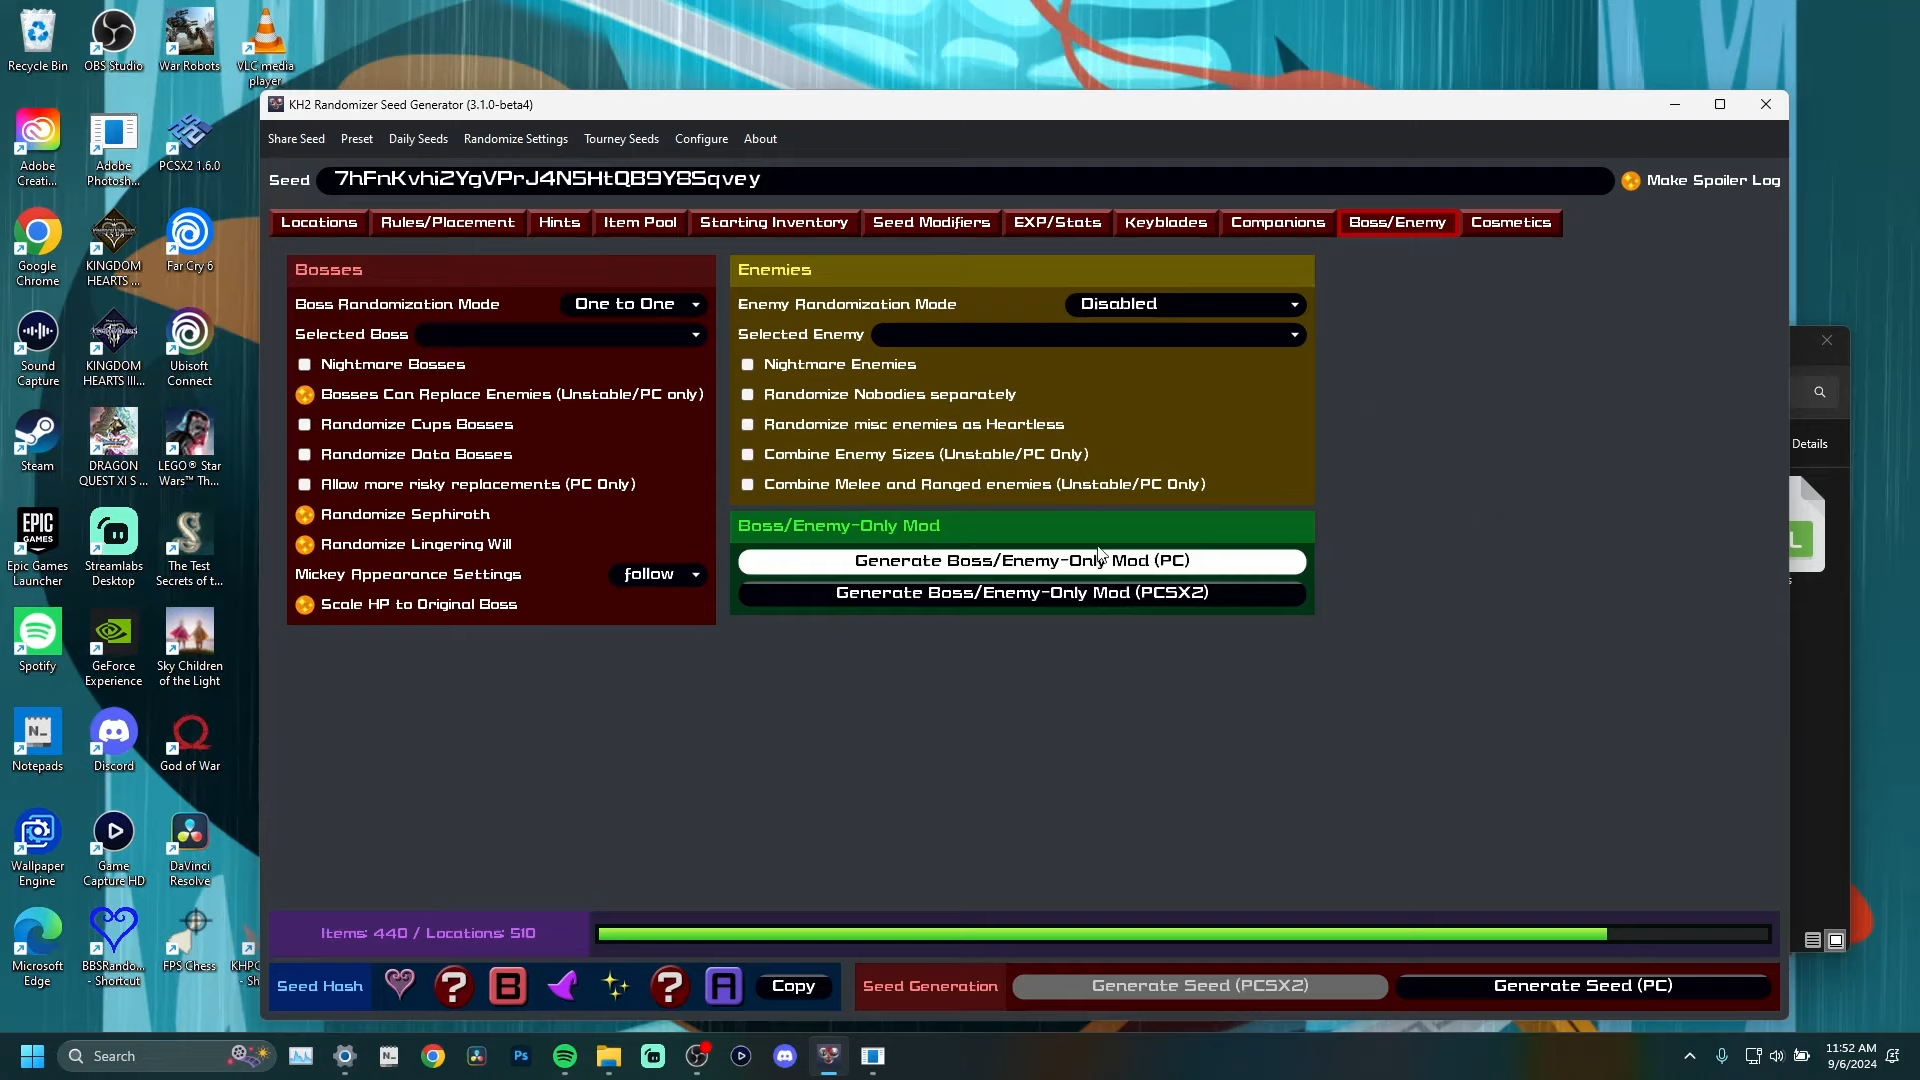 Recycle Bin
OBS Studio
War Robots
VLC media player
Adobe Creati...
Adobe Photosh...
PCSX2 1.6.0
Google Chrome
KINGDOM HEARTS ...
Far Cry 6
Sound Capture
KINGDOM HEARTS III...
Ubisoft Connect
Steam
DRAGON QUEST XI S ...
LEGO® Star Wars™ Th...
Epic Games Launcher
Streamlabs Desktop
The Test Secrets of t...
Spotify
GeForce Experience
Sky Children of the Light
Notepads
Discord
God of War
Wallpaper Engine
Game Capture HD
DaVinci Resolve
Microsoft Edge
BBSRando... - Shortcut
FPS Chess
KH2 Randomizer Seed Generator (3.1.0-beta4)
Share Seed Preset Daily Seeds Randomize Settings Tourney Seeds Configure About
Seed 7hFnKvhi2YgVPrJ4N5HtQB9Y8Sqvey Make Spoiler Log
Locations Rules/Placement Hints Item Pool Starting Inventory Seed Modifiers EXP/Stats Keyblades Companions Boss/Enemy Cosmetics
Bosses
Boss Randomization Mode One to One
Selected Boss
Nightmare Bosses
Bosses Can Replace Enemies (Unstable/PC only)
Randomize Cups Bosses
Randomize Data Bosses
Allow more risky replacements (PC Only)
Randomize Sephiroth
Randomize Lingering Will
Mickey Appearance Settings follow
Scale HP to Original Boss
Enemies
Enemy Randomization Mode Disabled
Selected Enemy
Nightmare Enemies
Randomize Nobodies separately
Randomize misc enemies as Heartless
Combine Enemy Sizes (Unstable/PC Only)
Combine Melee and Ranged enemies (Unstable/PC Only)
Boss/Enemy-Only Mod
Generate Boss/Enemy-Only Mod (PC)
Generate Boss/Enemy-Only Mod (PCSX2)
Details
Items: 440 / Locations: 510
Seed Hash ? B ? A Copy
Seed Generation Generate Seed (PCSX2) Generate Seed (PC)
Search
11:52 AM
9/6/2024